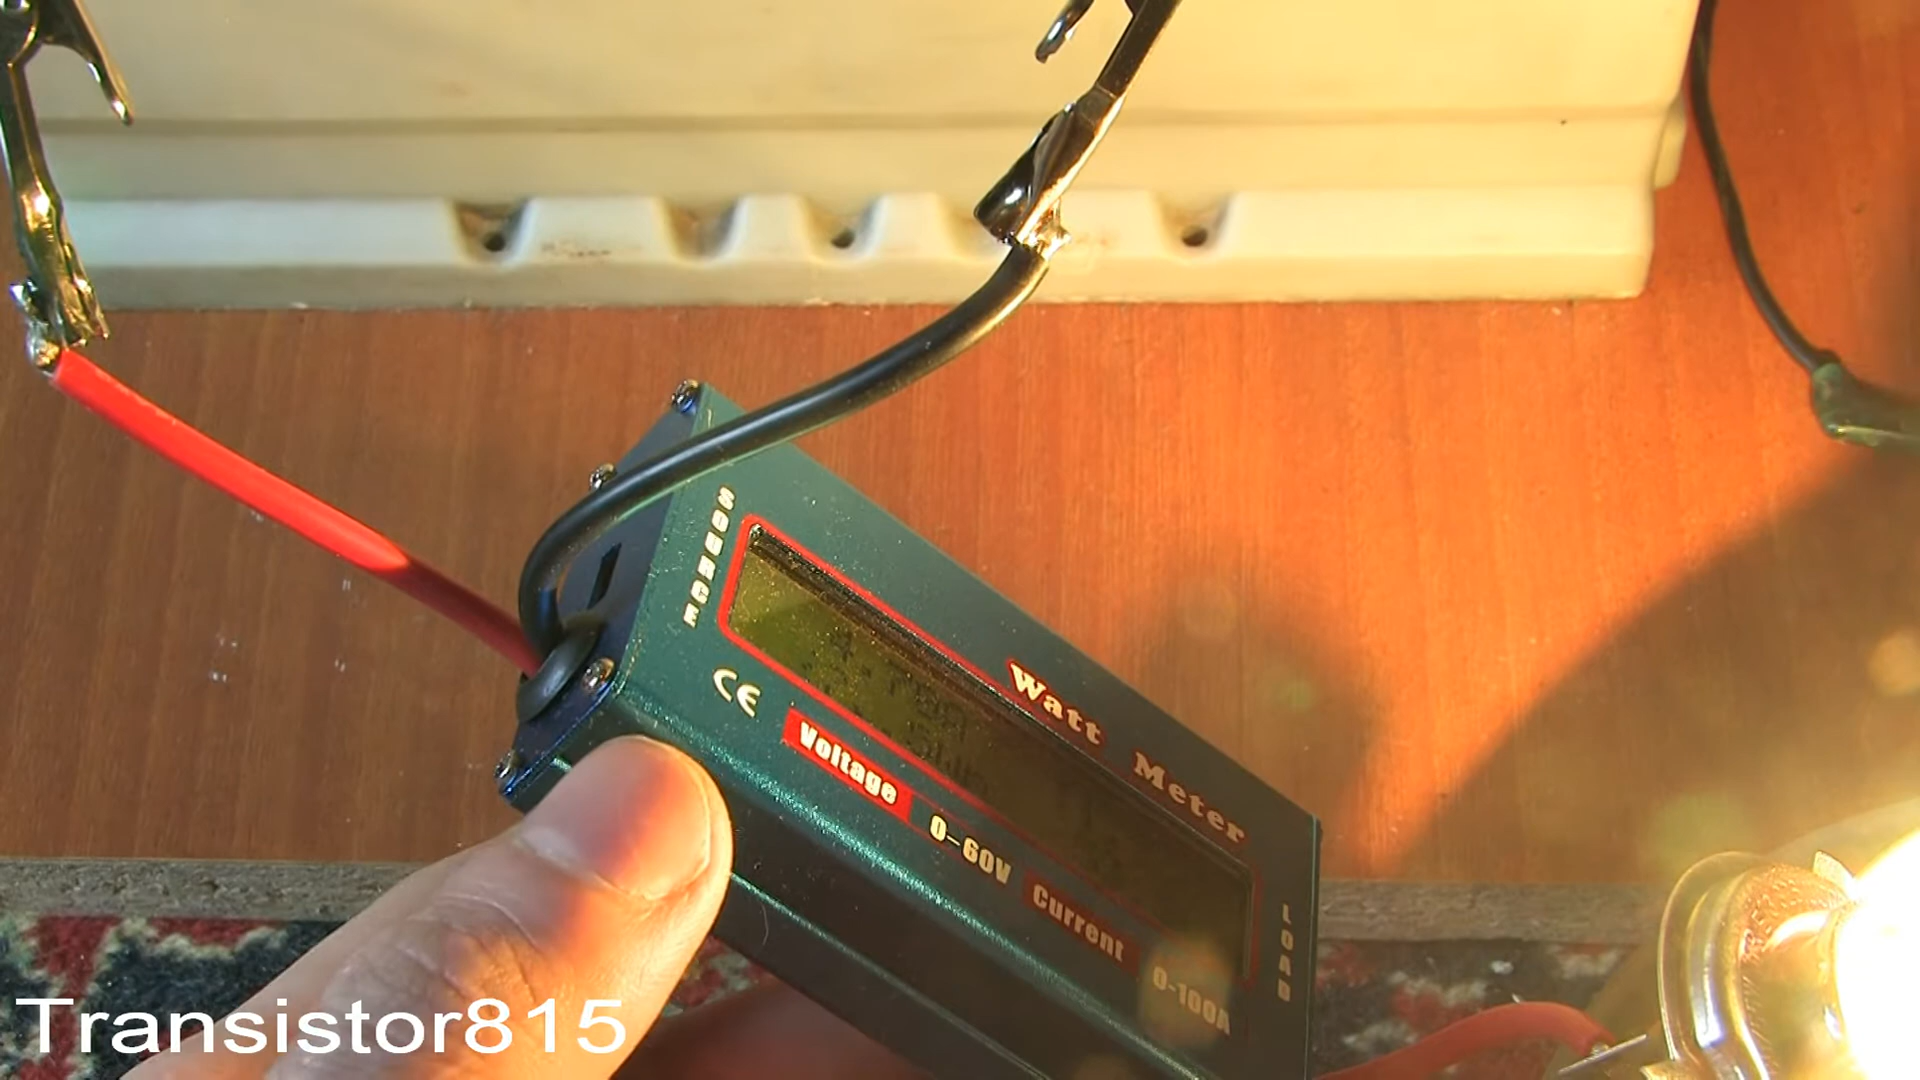 SOURCE
Watt Meter
CE
Voltage 0-60V Current 0-100A
LOAD
Transistor815